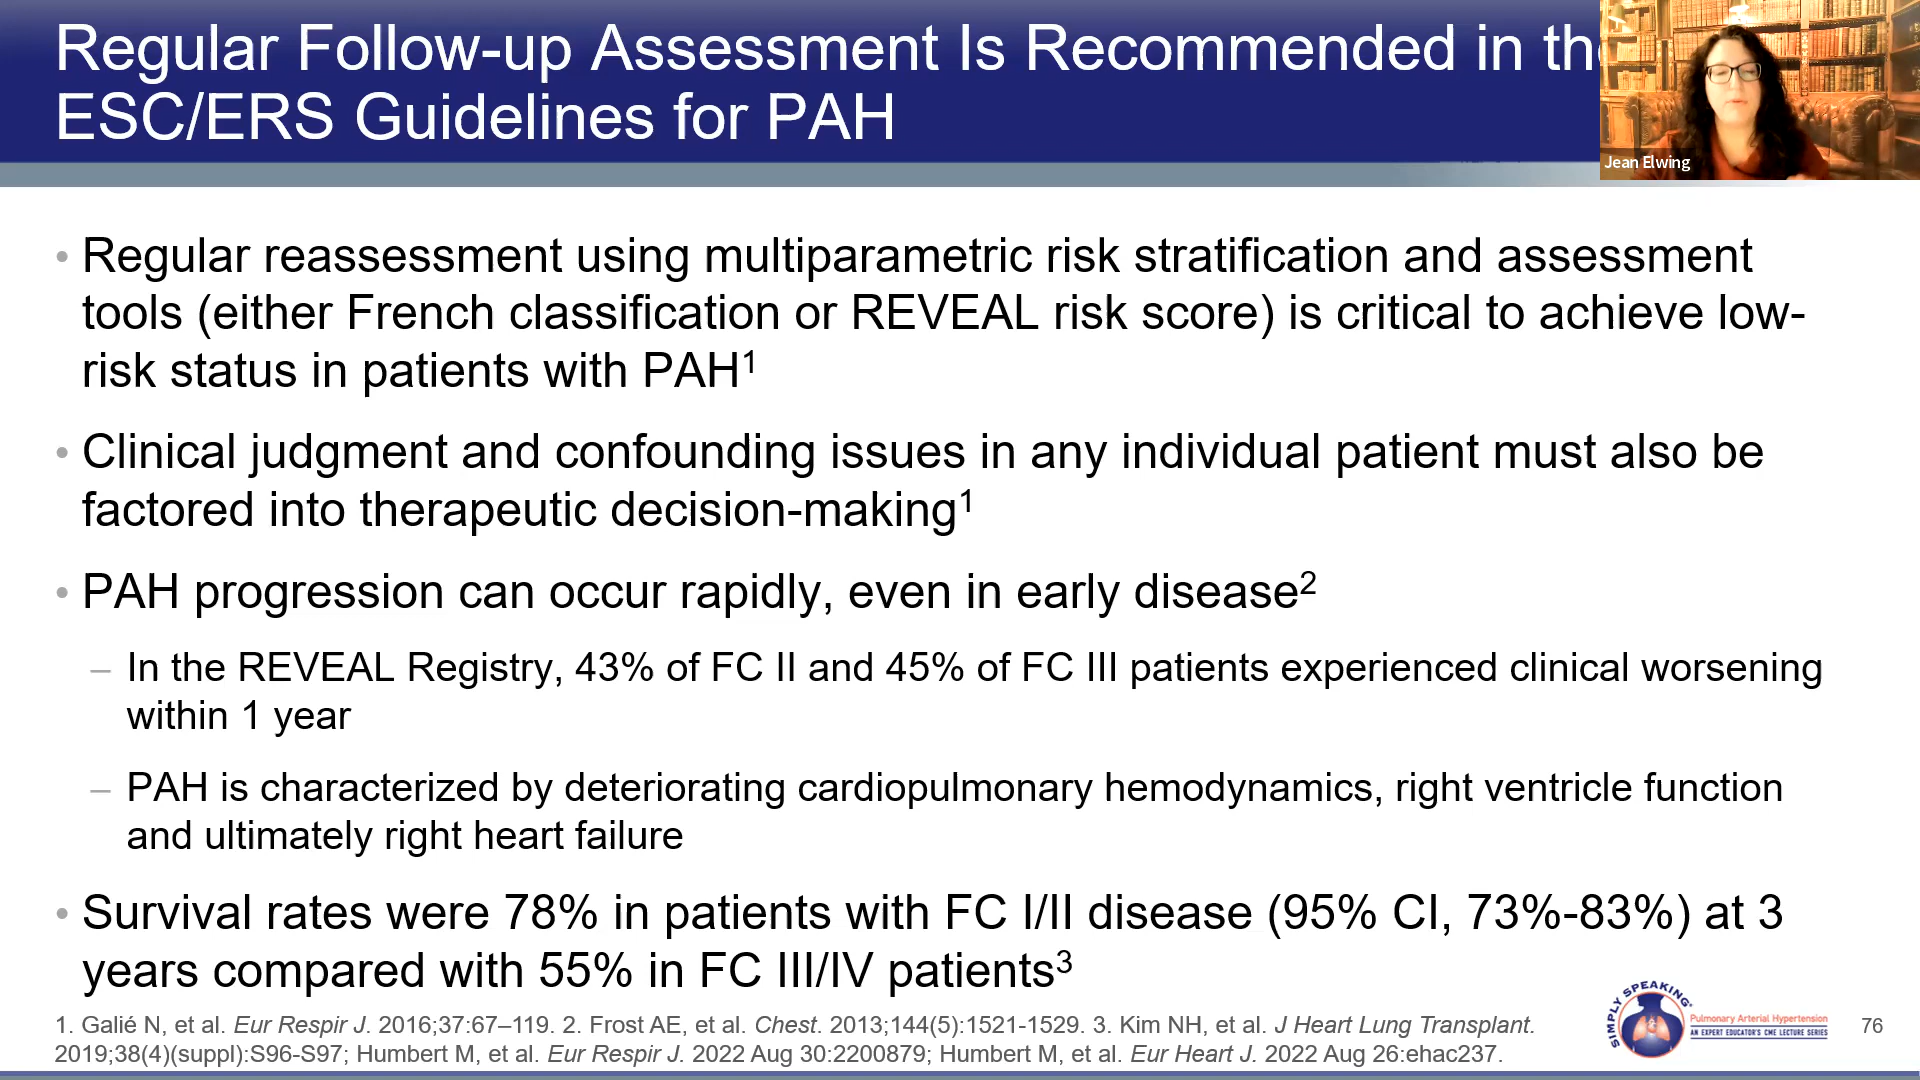 Regular Follow-up Assessment Is Recommended in the
ESC/ERS Guidelines for PAH
Jean Elwing
• Regular reassessment using multiparametric risk stratification and assessment
tools (either French classification or REVEAL risk score) is critical to achieve low-
risk status in patients with PAH¹
• Clinical judgment and confounding issues in any individual patient must also be
factored into therapeutic decision-making¹
• PAH progression can occur rapidly, even in early disease²
– In the REVEAL Registry, 43% of FC II and 45% of FC III patients experienced clinical worsening
within 1 year
– PAH is characterized by deteriorating cardiopulmonary hemodynamics, right ventricle function
and ultimately right heart failure
• Survival rates were 78% in patients with FC I/II disease (95% CI, 73%-83%) at 3
years compared with 55% in FC III/IV patients³
1. Galié N, et al. Eur Respir J. 2016;37:67–119. 2. Frost AE, et al. Chest. 2013;144(5):1521-1529. 3. Kim NH, et al. J Heart Lung Transplant.
2019;38(4)(suppl):S96-S97; Humbert M, et al. Eur Respir J. 2022 Aug 30:2200879; Humbert M, et al. Eur Heart J. 2022 Aug 26:ehac237.
SIMPLY SPEAKING®
Pulmonary Arterial Hypertension
AN EXPERT EDUCATOR'S CME LECTURE SERIES
76